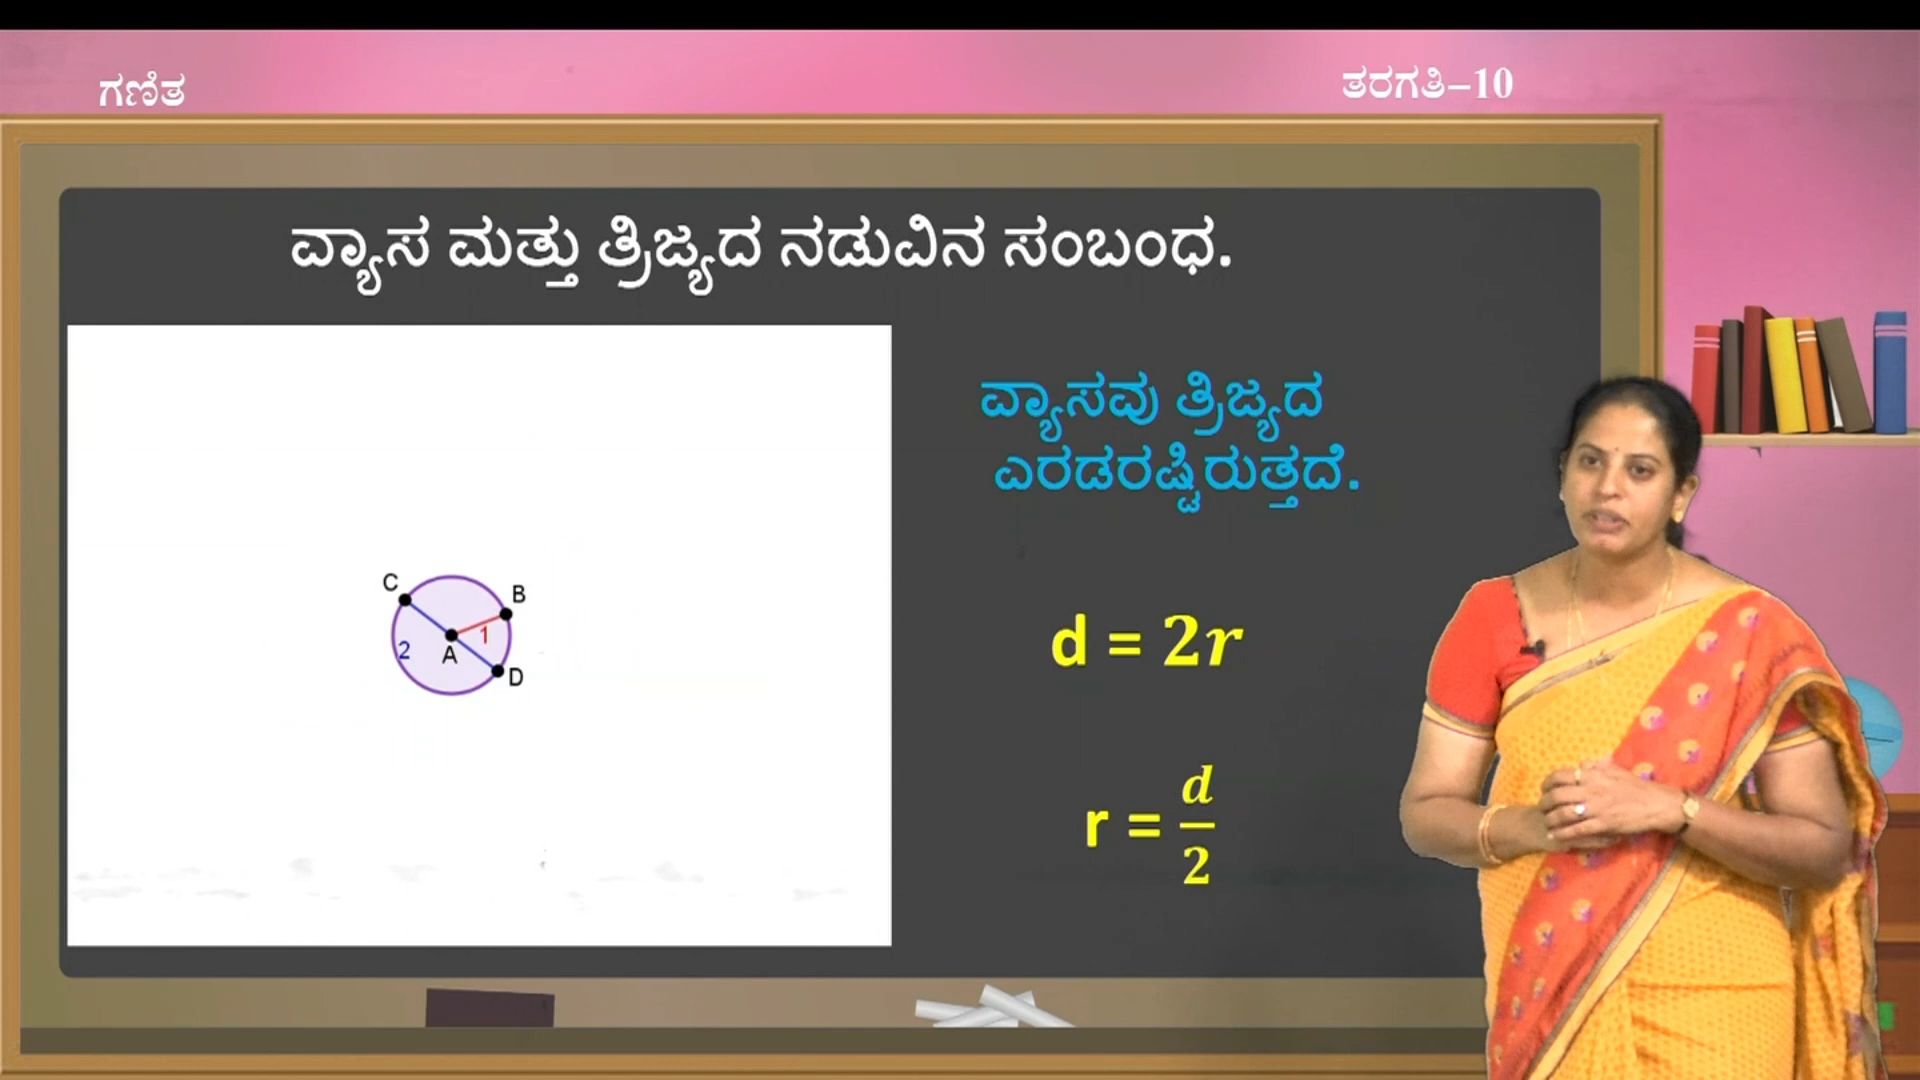 ಗಣಿತ
ತರಗತಿ–10
ವ್ಯಾಸ ಮತ್ತು ತ್ರಿಜ್ಯದ ನಡುವಿನ ಸಂಬಂಧ.
ವ್ಯಾಸವು ತ್ರಿಜ್ಯದ
ಎರಡರಷ್ಟಿರುತ್ತದೆ.
C
B
1
2
A
D
d = 2r
r = d/2